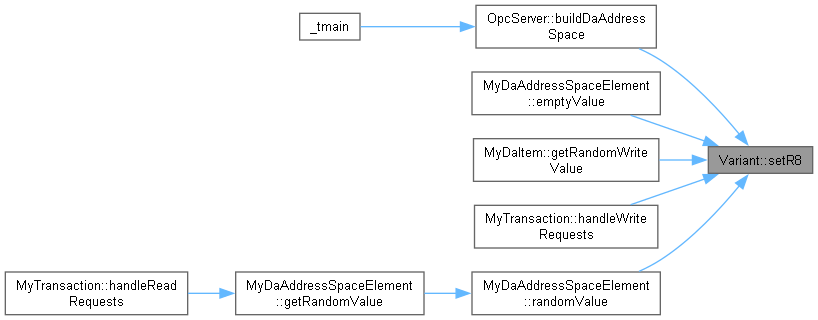 _tmain
OpcServer::buildDaAddress
Space
MyDaAddressSpaceElement
::emptyValue
MyDaItem::getRandomWrite
Value
Variant::setR8
MyTransaction::handleWrite
Requests
MyTransaction::handleRead
Requests
MyDaAddressSpaceElement
::getRandomValue
MyDaAddressSpaceElement
::randomValue